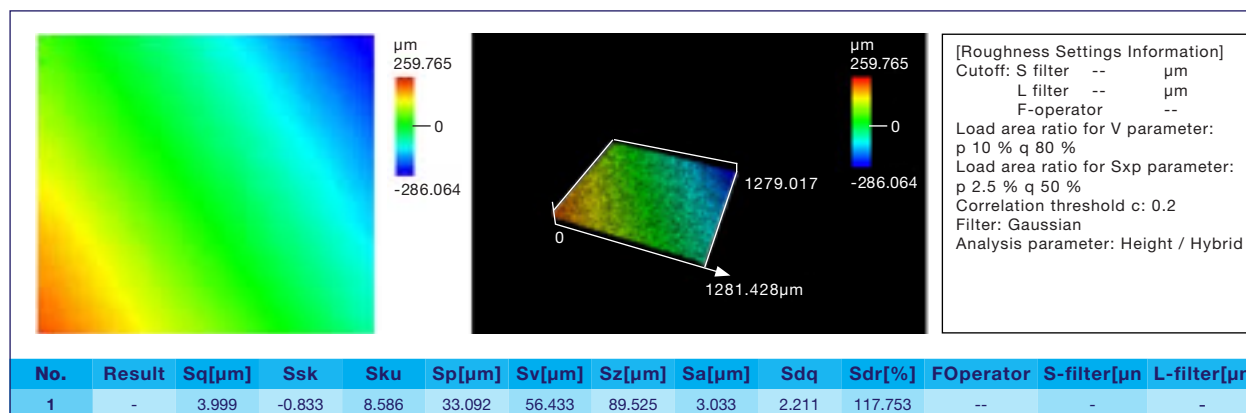 µm
259.765
0
-286.064
µm
259.765
0
-286.064
1279.017
0
1281.428µm
[Roughness Settings Information]
Cutoff: S filter -- µm
L filter -- µm
F-operator --
Load area ratio for V parameter:
p 10 % q 80 %
Load area ratio for Sxp parameter:
p 2.5 % q 50 %
Correlation threshold c: 0.2
Filter: Gaussian
Analysis parameter: Height / Hybrid
No. Result Sq[µm] Ssk Sku Sp[µm] Sv[µm] Sz[µm] Sa[µm] Sdq Sdr[%] FOperator S-filter[µn L-filter[µn
1 - 3.999 -0.833 8.586 33.092 56.433 89.525 3.033 2.211 117.753 -- - -